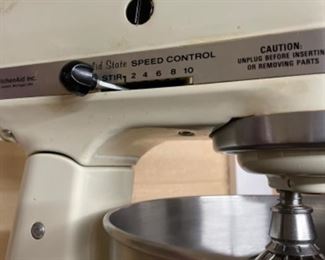 Solid State SPEED CONTROL
STIR 2 4 6 8 10
KitchenAid Inc.
CAUTION:
UNPLUG BEFORE INSERTING
OR REMOVING PARTS